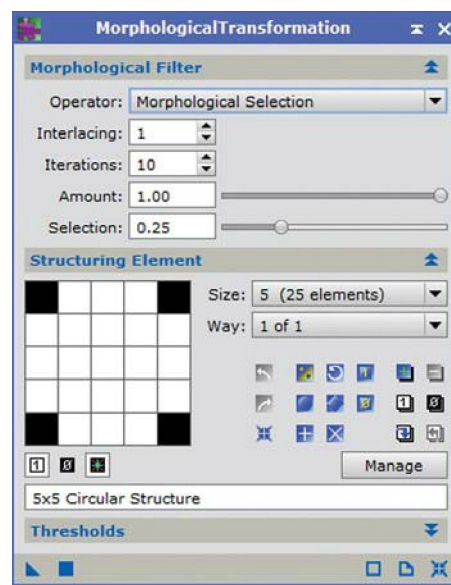 MorphologicalTransformation
Morphological Filter
Operator: Morphological Selection
Interlacing: 1
Iterations: 10
Amount: 1.00
Selection: 0.25
Structuring Element
Size: 5 (25 elements)
Way: 1 of 1
Manage
5x5 Circular Structure
Thresholds